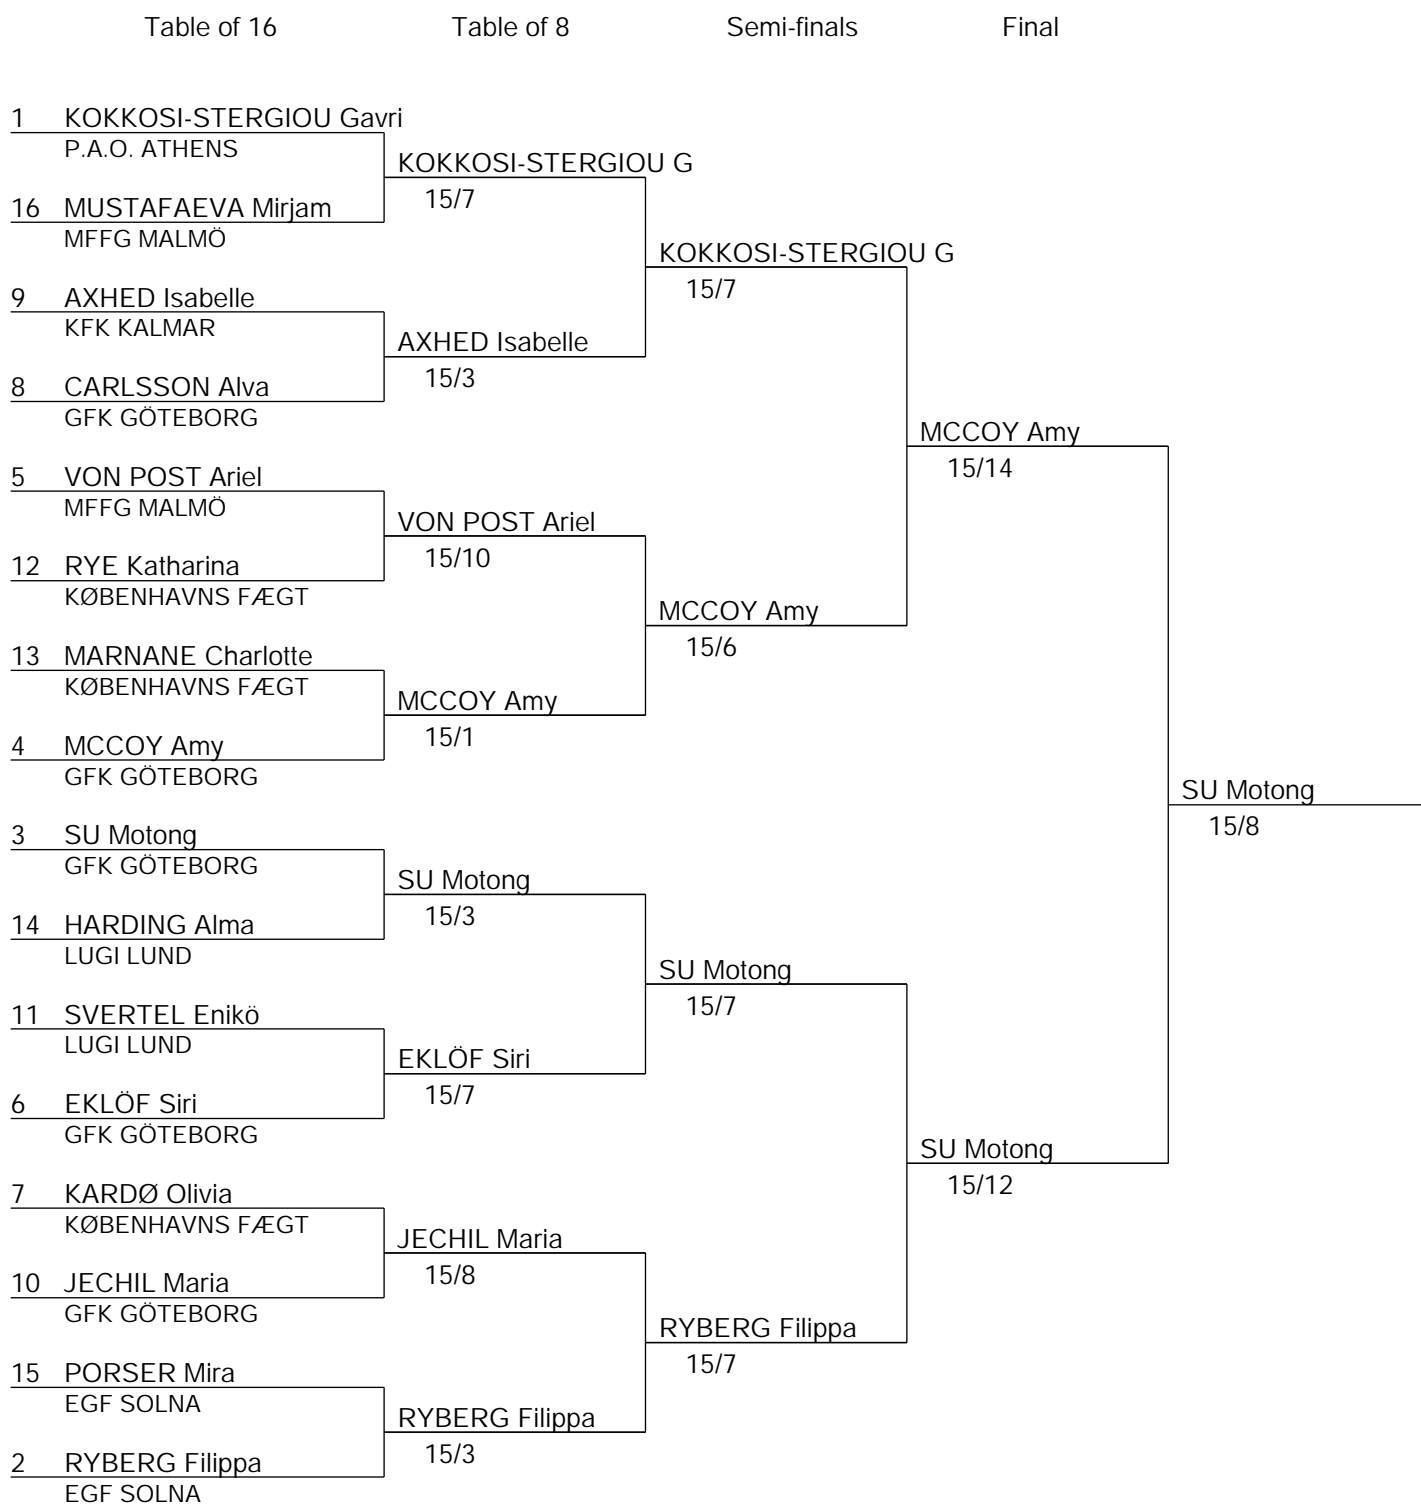 Table of 16 Table of 8 Semi-finals Final
1 KOKKOSI-STERGIOU Gavri
P.A.O. ATHENS
KOKKOSI-STERGIOU G
15/7
16 MUSTAFAEVA Mirjam
MFFG MALMÖ
KOKKOSI-STERGIOU G
15/7
9 AXHED Isabelle
KFK KALMAR
AXHED Isabelle
15/3
8 CARLSSON Alva
GFK GÖTEBORG
MCCOY Amy
15/14
5 VON POST Ariel
MFFG MALMÖ
VON POST Ariel
15/10
12 RYE Katharina
KØBENHAVNS FÆGT
MCCOY Amy
15/6
13 MARNANE Charlotte
KØBENHAVNS FÆGT
MCCOY Amy
15/1
4 MCCOY Amy
GFK GÖTEBORG
SU Motong
15/8
3 SU Motong
GFK GÖTEBORG
SU Motong
15/3
14 HARDING Alma
LUGI LUND
SU Motong
15/7
11 SVERTEL Enikö
LUGI LUND
EKLÖF Siri
15/7
6 EKLÖF Siri
GFK GÖTEBORG
SU Motong
15/12
7 KARDØ Olivia
KØBENHAVNS FÆGT
JECHIL Maria
15/8
10 JECHIL Maria
GFK GÖTEBORG
RYBERG Filippa
15/7
15 PORSER Mira
EGF SOLNA
RYBERG Filippa
15/3
2 RYBERG Filippa
EGF SOLNA